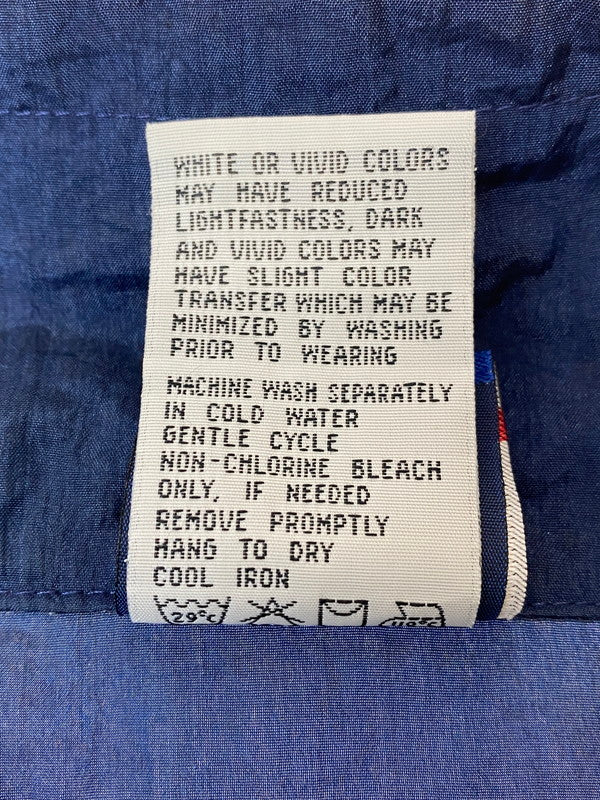 WHITE OR VIVID COLORS
MAY HAVE REDUCED
LIGHTFASTNESS, DARK
AND VIVID COLORS MAY
HAVE SLIGHT COLOR
TRANSFER WHICH MAY BE
MINIMIZED BY WASHING
PRIOR TO WEARING
MACHINE WASH SEPARATELY
IN COLD WATER
GENTLE CYCLE
NON-CHLORINE BLEACH
ONLY, IF NEEDED
REMOVE PROMPTLY
HANG TO DRY
COOL IRON
29°C